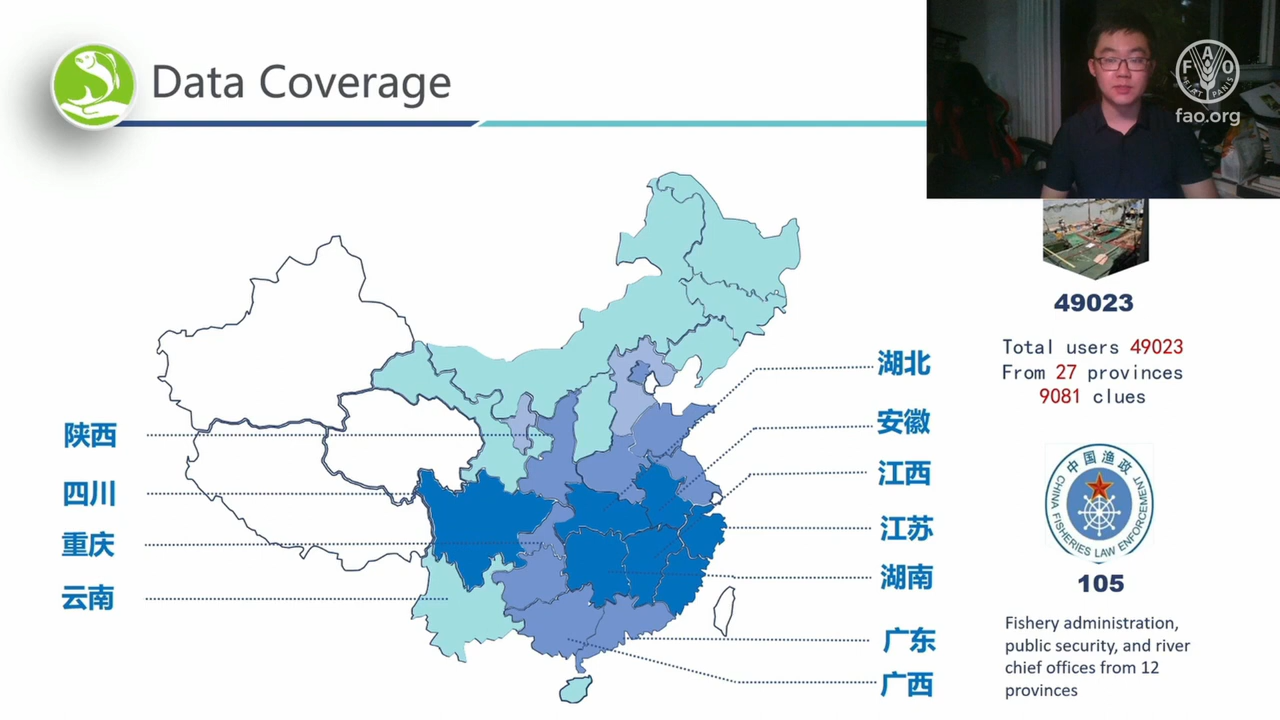 Data Coverage
F A O
FIAT PANIS
fao.org
陕西
四川
重庆
云南
湖北
安徽
江西
江苏
湖南
广东
广西
49023
Total users 49023
From 27 provinces
9081 clues
中国渔政
CHINA FISHERIES LAW ENFORCEMENT
105
Fishery administration,
public security, and river
chief offices from 12
provinces